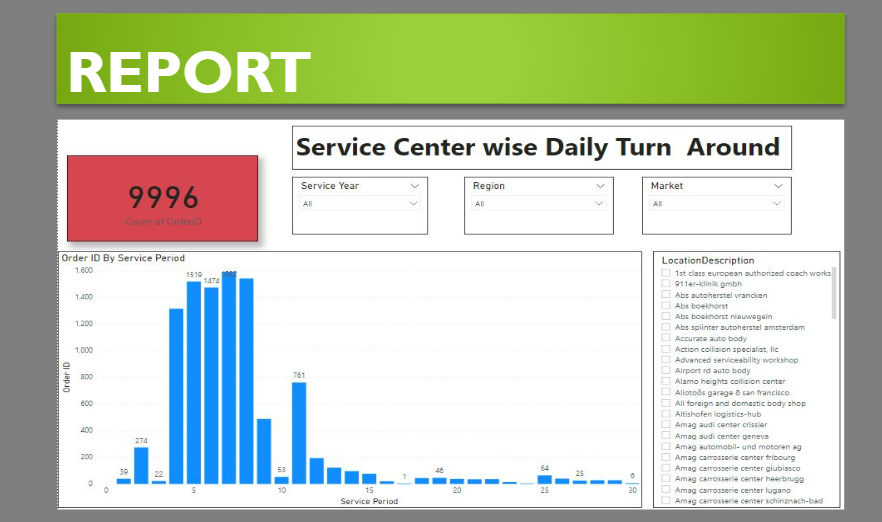 REPORT
Service Center wise Daily Turn Around
9996
Count of OrderID
Service Year
All
Region
All
Market
All
Order ID By Service Period
1.600
1.400
1.200
1.000
800
600
400
200
0
Order ID
39
274
22
1519
1474
53
761
1
46
64
25
6
0
5
10
15
20
25
30
Service Period
LocationDescription
1st class european authorized coach works
911er-klinik gmbh
Abs autoherstel vrancken
Abs boekhorst
Abs boekhorst nieuwegein
Abs splinter autoherstel amsterdam
Accurate auto body
Action collision specialist, llc
Advanced serviceability workshop
Airport rd auto body
Alamo heights collision center
Aliotoõs garage ð san francisco
All foreign and domestic body shop
Altishofen logistics-hub
Amag audi center crissier
Amag audi center geneva
Amag automobil- und motoren ag
Amag carrosserie center fribourg
Amag carrosserie center giubiasco
Amag carrosserie center heerbrugg
Amag carrosserie center lugano
Amag carrosserie center schinznach-bad